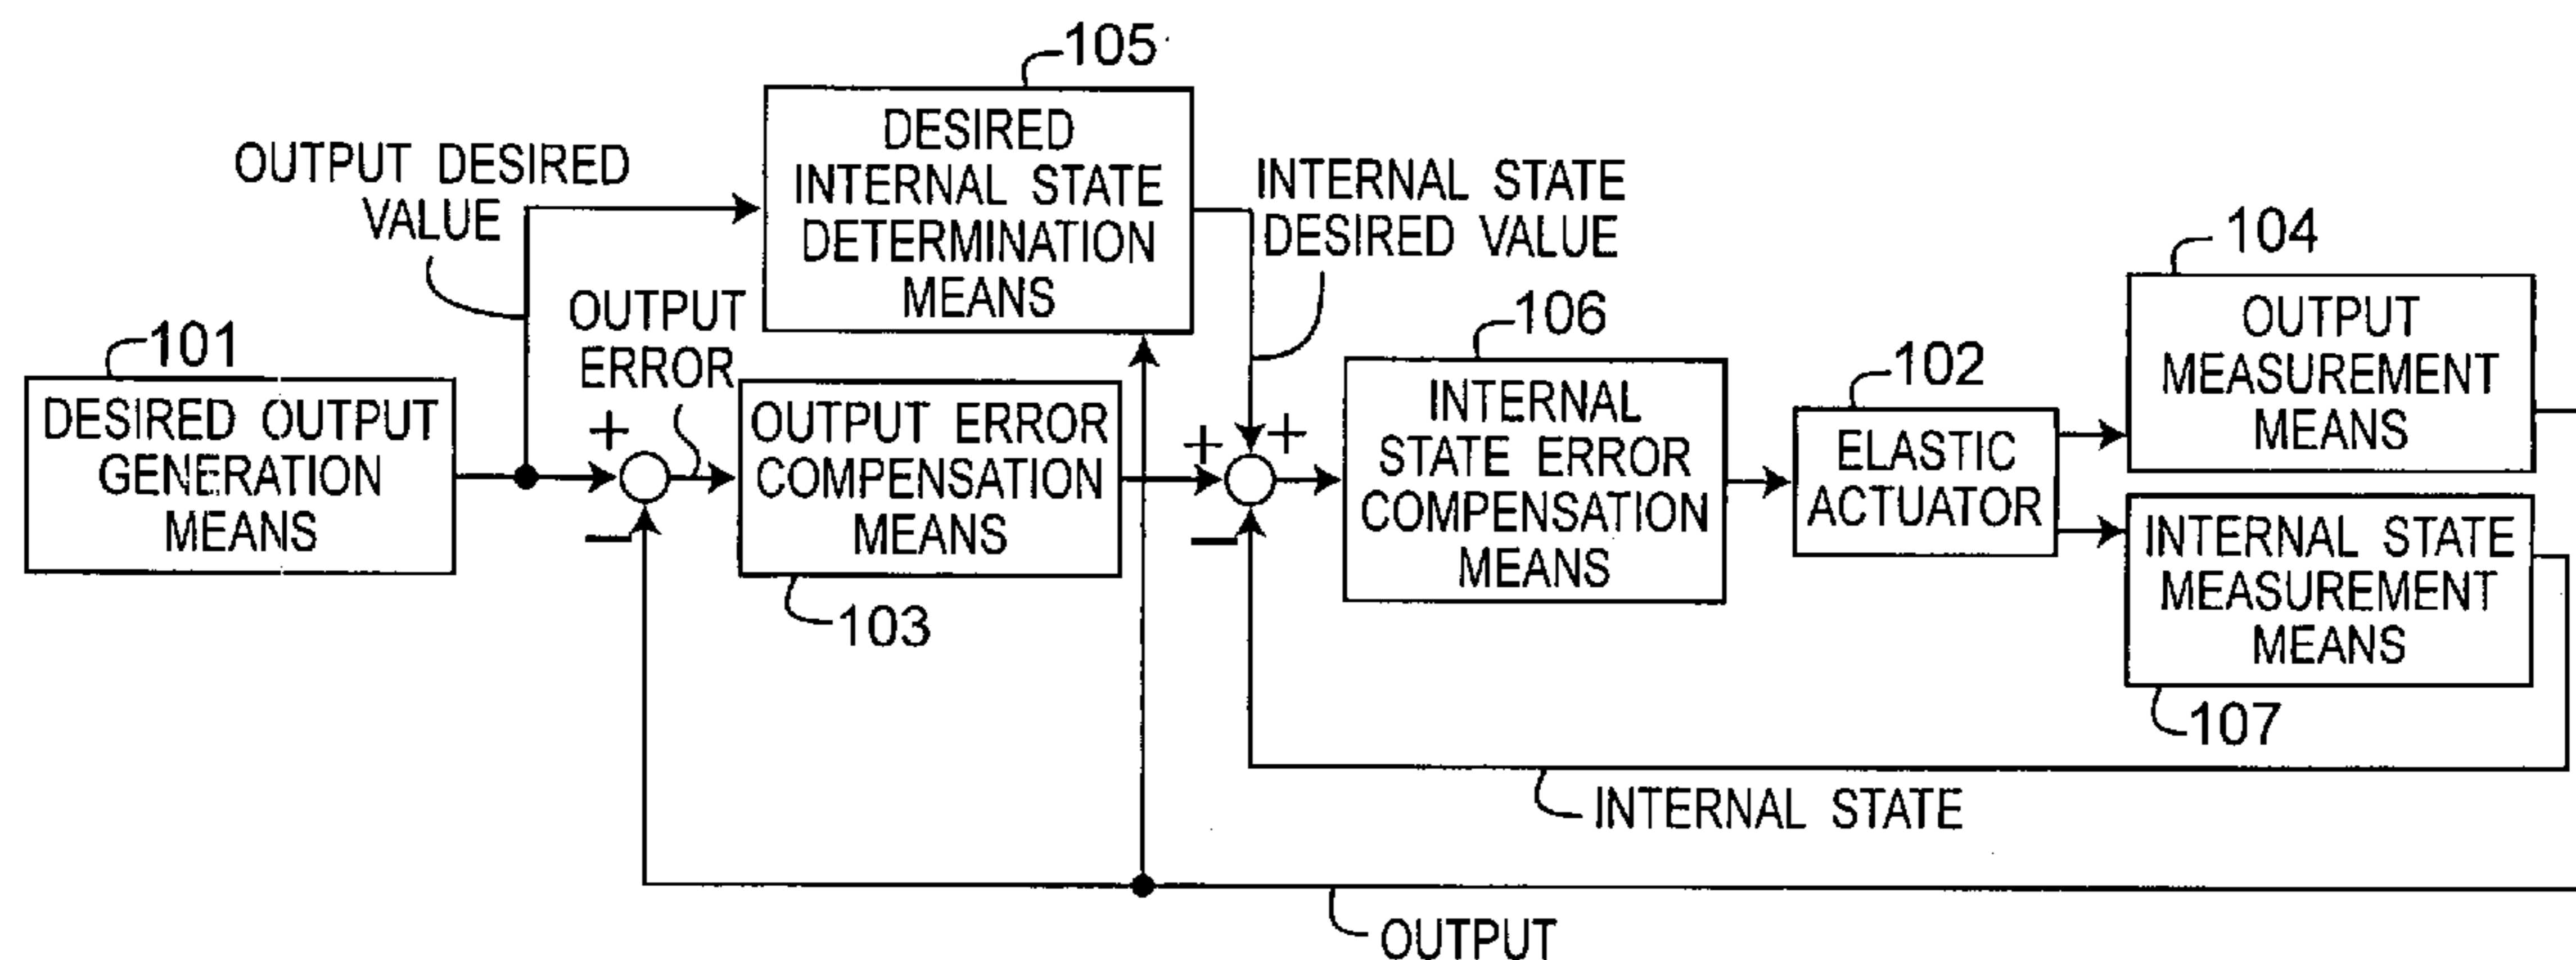 105
DESIRED
INTERNAL STATE
DETERMINATION
MEANS
OUTPUT DESIRED
VALUE
INTERNAL STATE
DESIRED VALUE
104
OUTPUT
MEASUREMENT
MEANS
OUTPUT
ERROR
106
INTERNAL
STATE ERROR
COMPENSATION
MEANS
101
DESIRED OUTPUT
GENERATION
MEANS
102
ELASTIC
ACTUATOR
+
−
OUTPUT ERROR
COMPENSATION
MEANS
103
+
+
−
INTERNAL STATE
MEASUREMENT
MEANS
107
INTERNAL STATE
OUTPUT